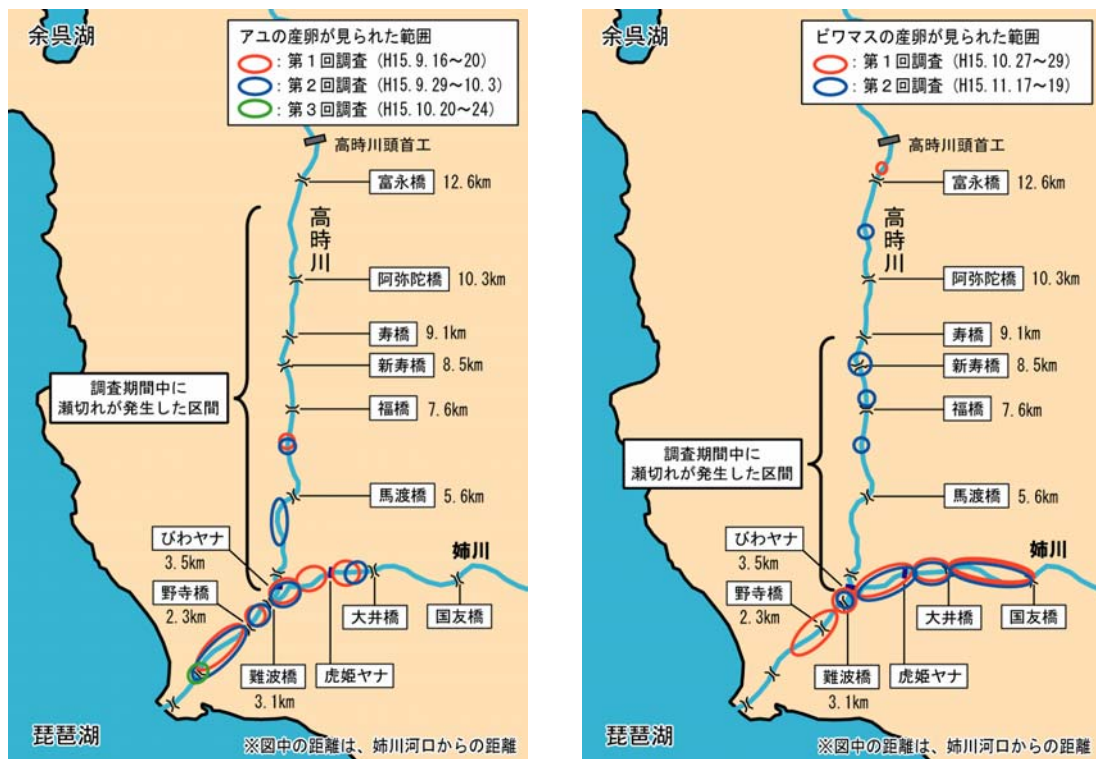 余呉湖
アユの産卵が見られた範囲
：第1回調査（H15.9.16～20）
：第2回調査（H15.9.29～10.3）
：第3回調査（H15.10.20～24）
高時川頭首工
富永橋 12.6km
高時川
阿弥陀橋 10.3km
寿橋 9.1km
新寿橋 8.5km
調査期間中に
瀬切れが発生した区間
福橋 7.6km
馬渡橋 5.6km
びわヤナ
3.5km
姉川
野寺橋
2.3km
大井橋
国友橋
難波橋
3.1km
虎姫ヤナ
琵琶湖
※図中の距離は、姉川河口からの距離
余呉湖
ビワマスの産卵が見られた範囲
：第1回調査（H15.10.27～29）
：第2回調査（H15.11.17～19）
高時川頭首工
富永橋 12.6km
高時川
阿弥陀橋 10.3km
寿橋 9.1km
新寿橋 8.5km
福橋 7.6km
調査期間中に
瀬切れが発生した区間
馬渡橋 5.6km
びわヤナ
3.5km
姉川
野寺橋
2.3km
大井橋
国友橋
難波橋
3.1km
虎姫ヤナ
琵琶湖
※図中の距離は、姉川河口からの距離